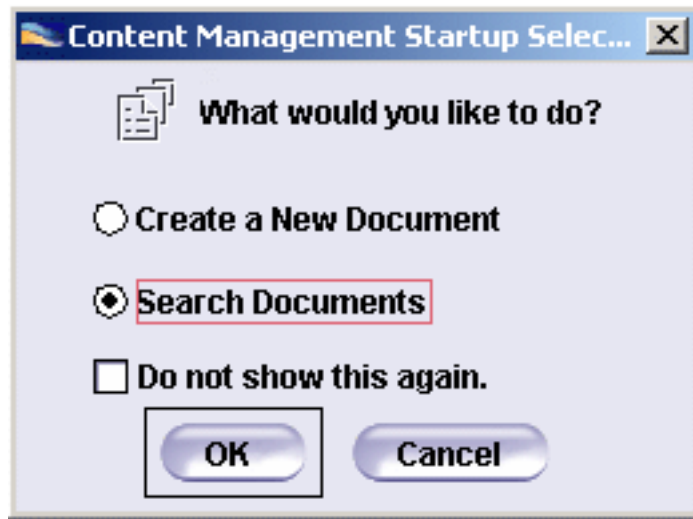 Content Management Startup Selec...
What would you like to do?
Create a New Document
Search Documents
Do not show this again.
OK
Cancel